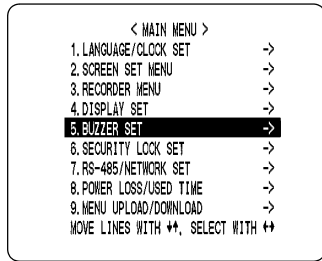 < MAIN MENU >
1. LANGUAGE/CLOCK SET ->
2. SCREEN SET MENU ->
3. RECORDER MENU ->
4. DISPLAY SET ->
5. BUZZER SET ->
6. SECURITY LOCK SET ->
7. RS-485/NETWORK SET ->
8. POWER LOSS/USED TIME ->
9. MENU UPLOAD/DOWNLOAD ->
MOVE LINES WITH ↓↑, SELECT WITH ←→